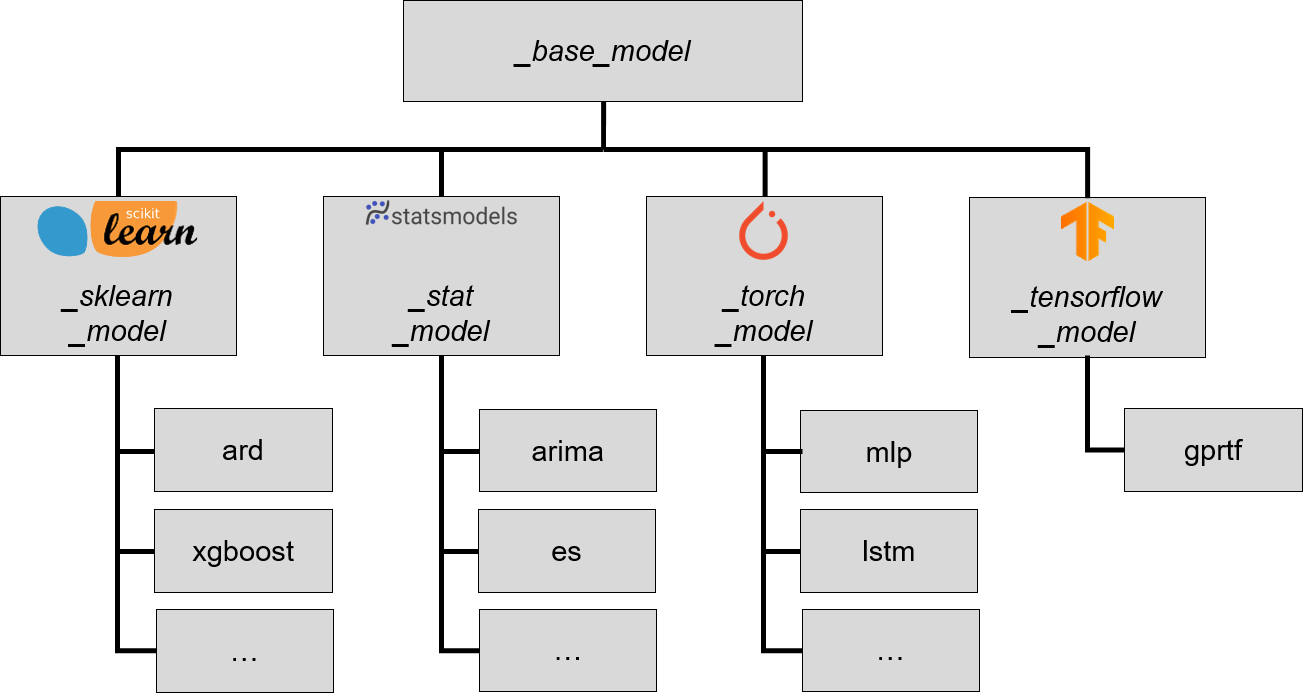 _base_model
scikit
learn
_sklearn
_model
statsmodels
_stat
_model
_torch
_model
_tensorflow
_model
ard
xgboost
...
arima
es
...
mlp
lstm
...
gprtf